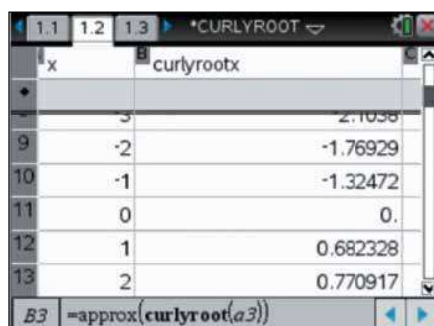 1.1 1.2 1.3 *CURLYROOT
A x B curlyrootx C
-3 -2.1038
9 -2 -1.76929
10 -1 -1.32472
11 0 0.
12 1 0.682328
13 2 0.770917
B3 =approx(curlyroot(a3))